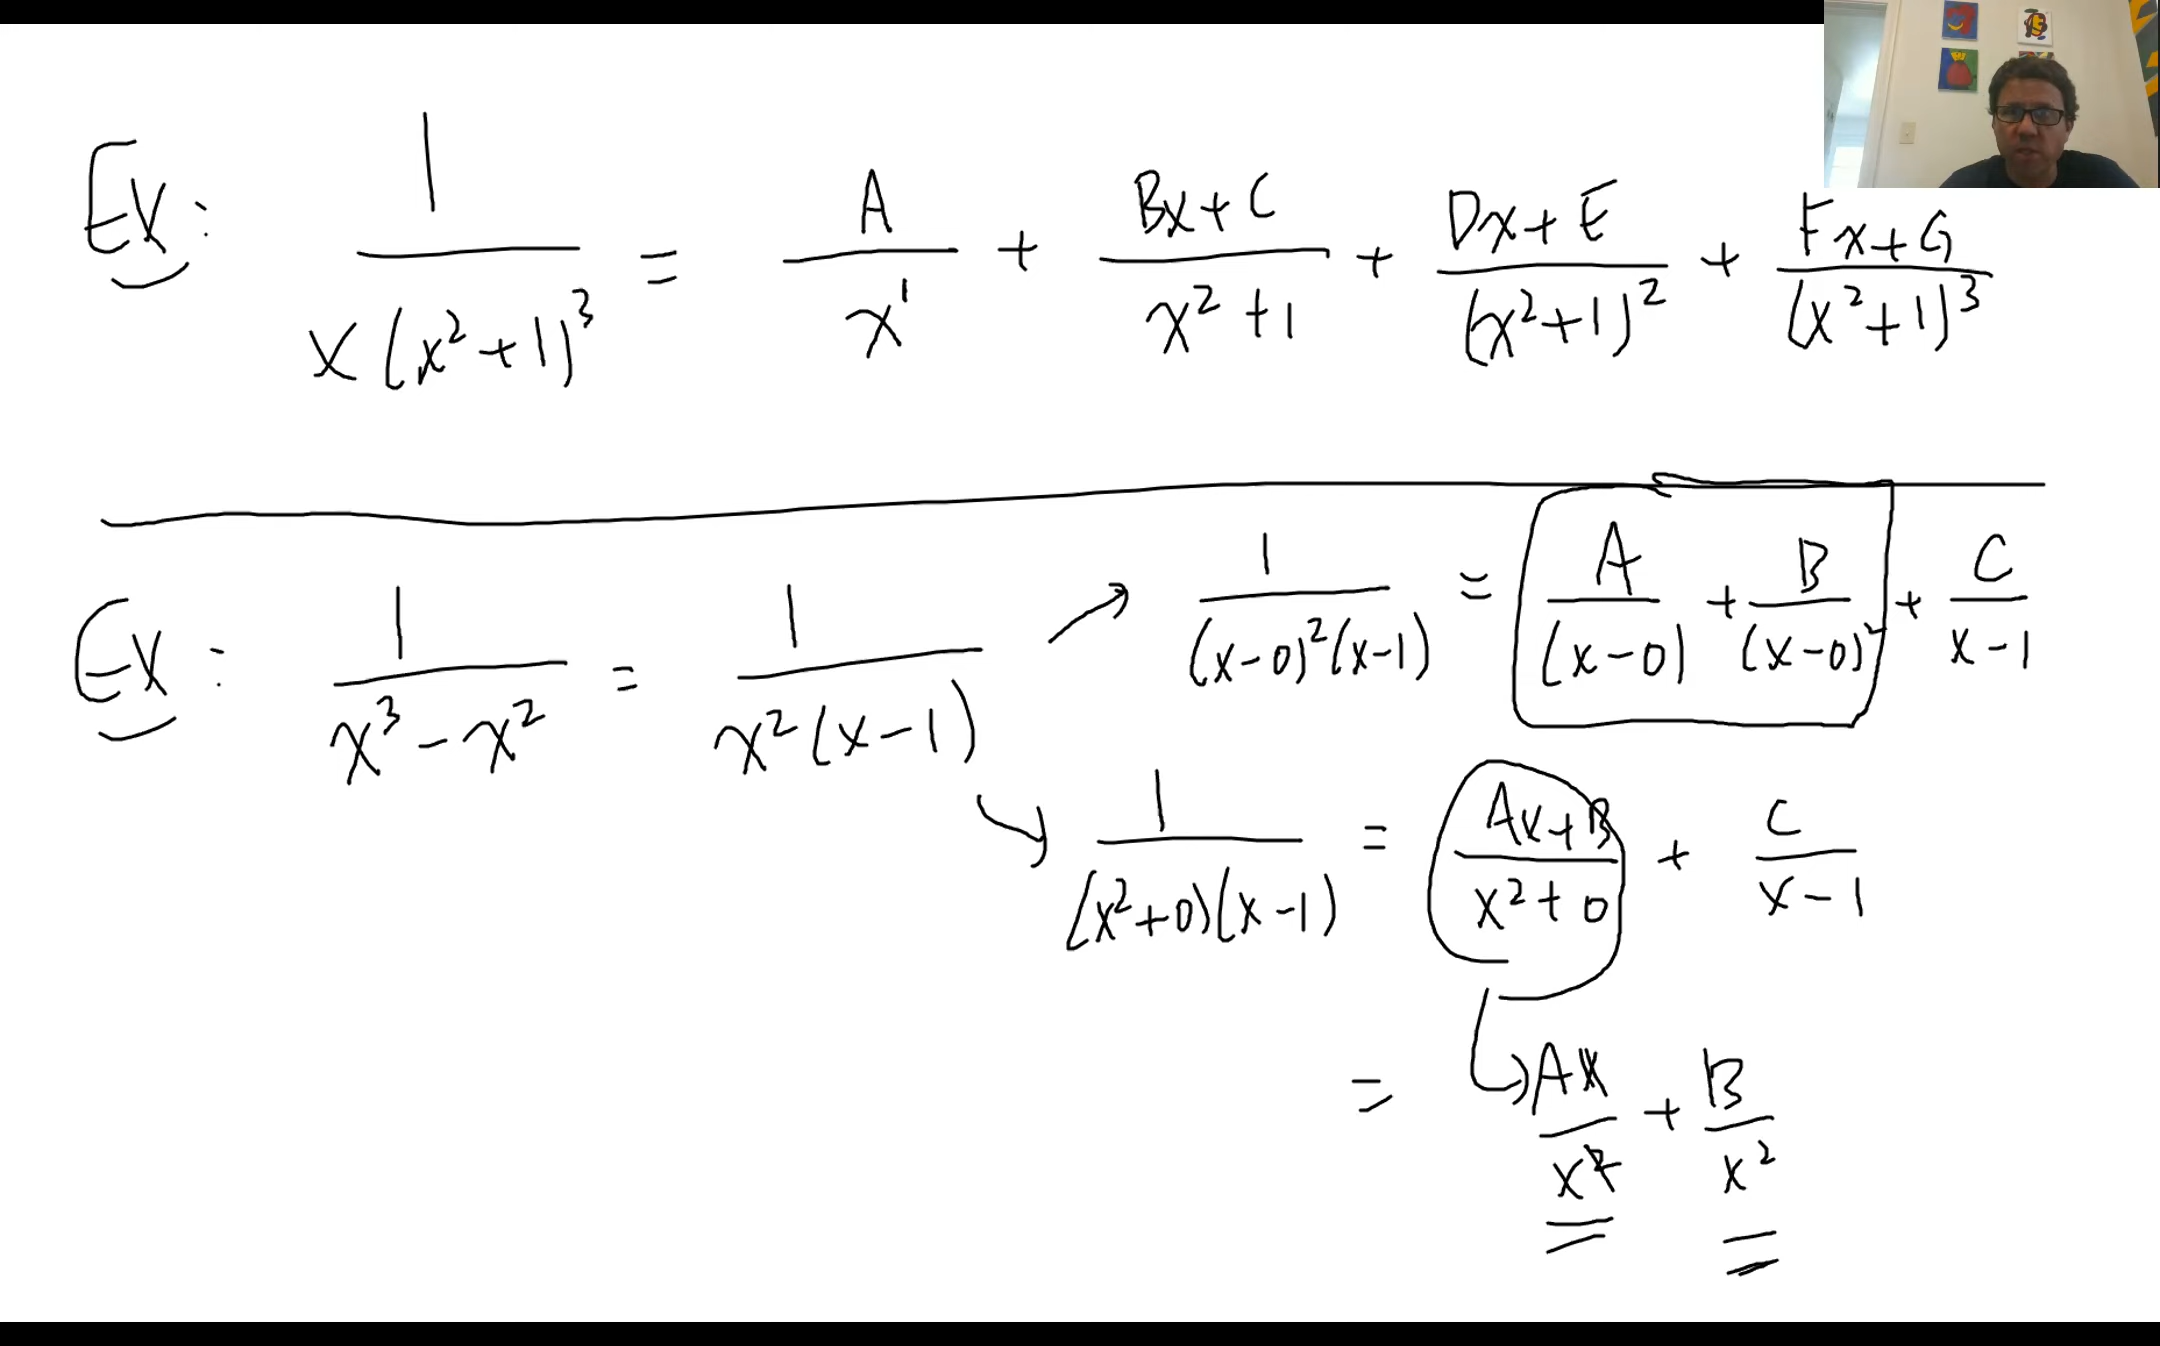 Ex: 1/(x(x²+1)³) = A/x¹ + (Bx+C)/(x²+1) + (Dx+E)/(x²+1)² + (Fx+G)/(x²+1)³
Ex: 1/(x³-x²) = 1/(x²(x-1)) → 1/((x-0)²(x-1)) = A/(x-0) + B/(x-0)² + C/(x-1)
↘ 1/((x²+0)(x-1)) = (Ax+B)/(x²+0) + C/(x-1)
= ↳ Ax/x² + B/x²